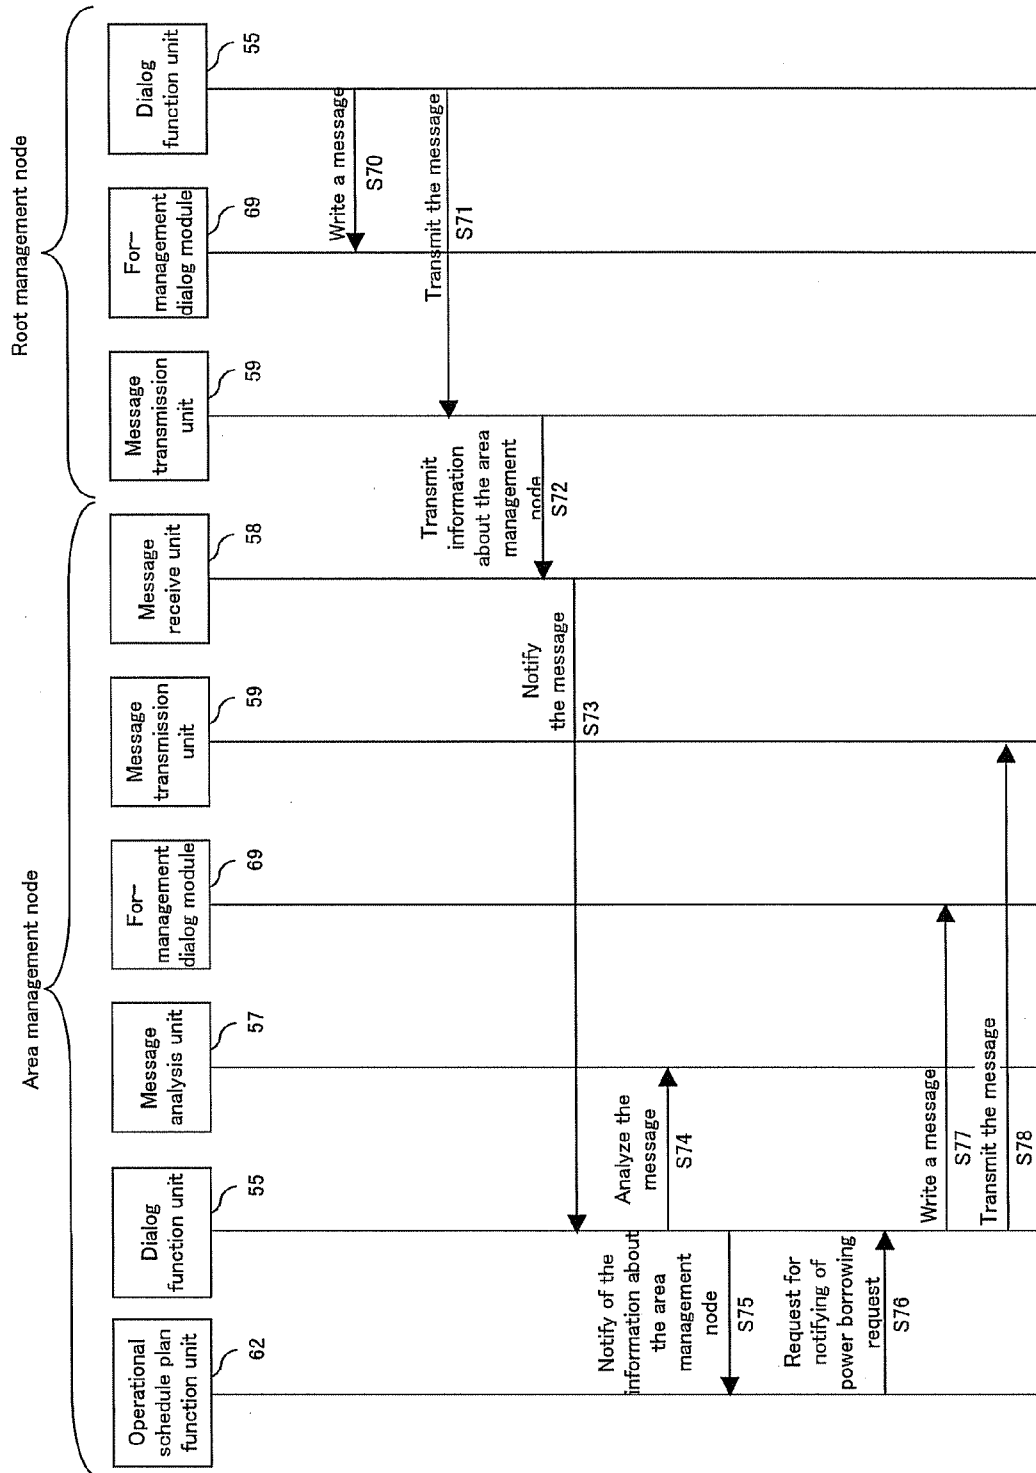 Area management node
Root management node
Operational
schedule plan
function unit
62
Dialog
function unit
55
Message
analysis unit
57
For-
management
dialog module
69
Message
transmission
unit
59
Message
receive unit
58
Message
transmission
unit
59
For-
management
dialog module
69
Dialog
function unit
55
Write a message
S70
Transmit the message
S71
Transmit
information
about the area
management
node
S72
Notify
the message
S73
Analyze the
message
S74
Notify of the
information about
the area
management
node
S75
Request for
notifying of
power borrowing
request
S76
Write a message
S77
Transmit the message
S78